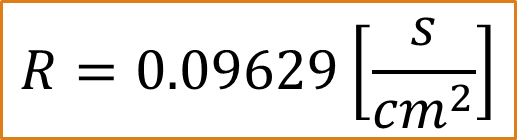 R = 0.09629 [s/cm²]